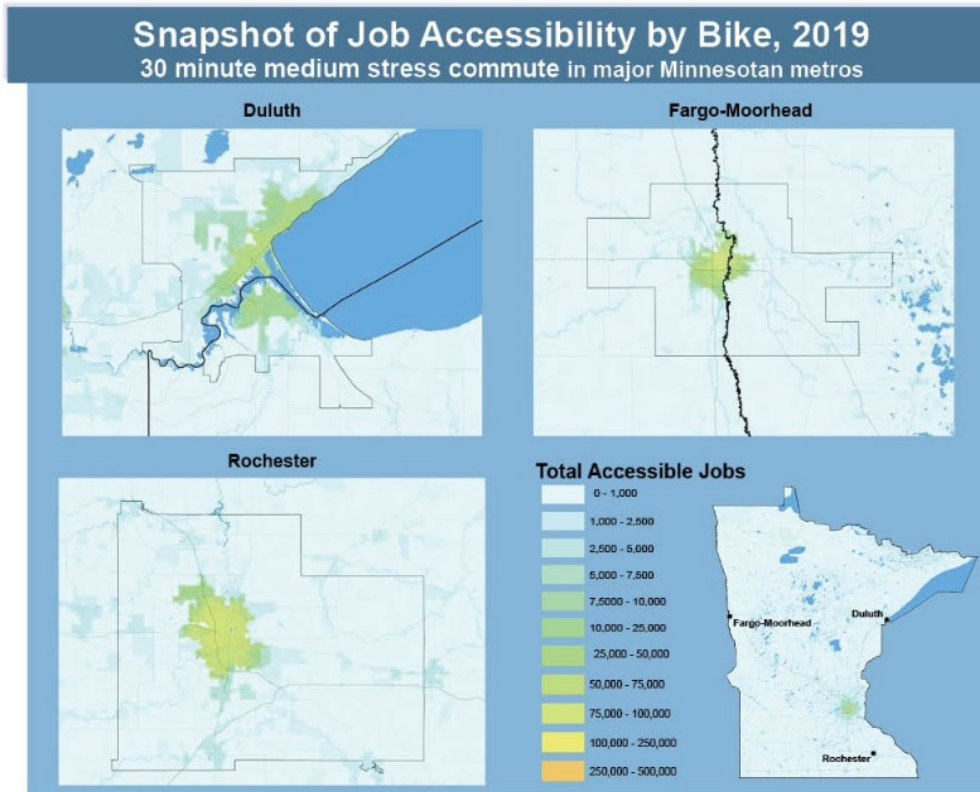 Snapshot of Job Accessibility by Bike, 2019
30 minute medium stress commute in major Minnesotan metros
Duluth
Fargo-Moorhead
Rochester
Total Accessible Jobs
0 - 1,000
1,000 - 2,500
2,500 - 5,000
5,000 - 7,500
7,5000 - 10,000
10,000 - 25,000
25,000 - 50,000
50,000 - 75,000
75,000 - 100,000
100,000 - 250,000
250,000 - 500,000
Duluth
Fargo-Moorhead
Rochester